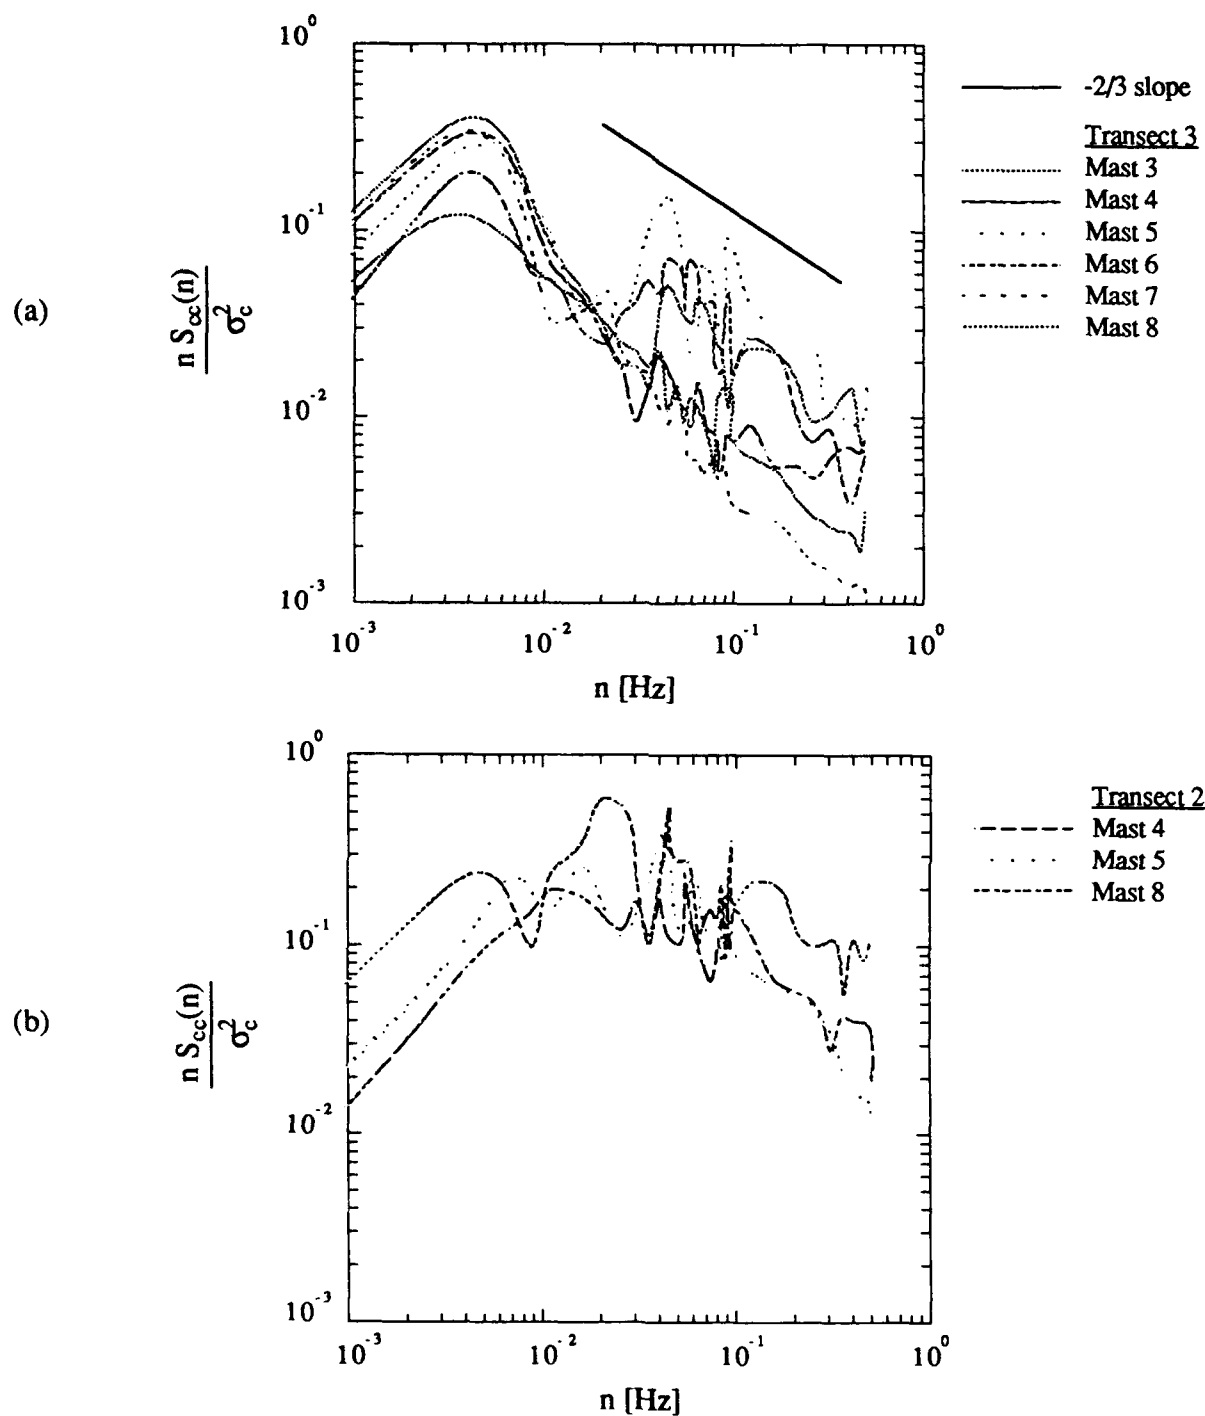 (a)
n S_cc(n)
σ_c^2
10^0
10^-1
10^-2
10^-3
10^-3
10^-2
10^-1
10^0
n [Hz]
-2/3 slope
Transect 3
Mast 3
Mast 4
Mast 5
Mast 6
Mast 7
Mast 8
(b)
n S_cc(n)
σ_c^2
10^0
10^-1
10^-2
10^-3
10^-3
10^-2
10^-1
10^0
n [Hz]
Transect 2
Mast 4
Mast 5
Mast 8